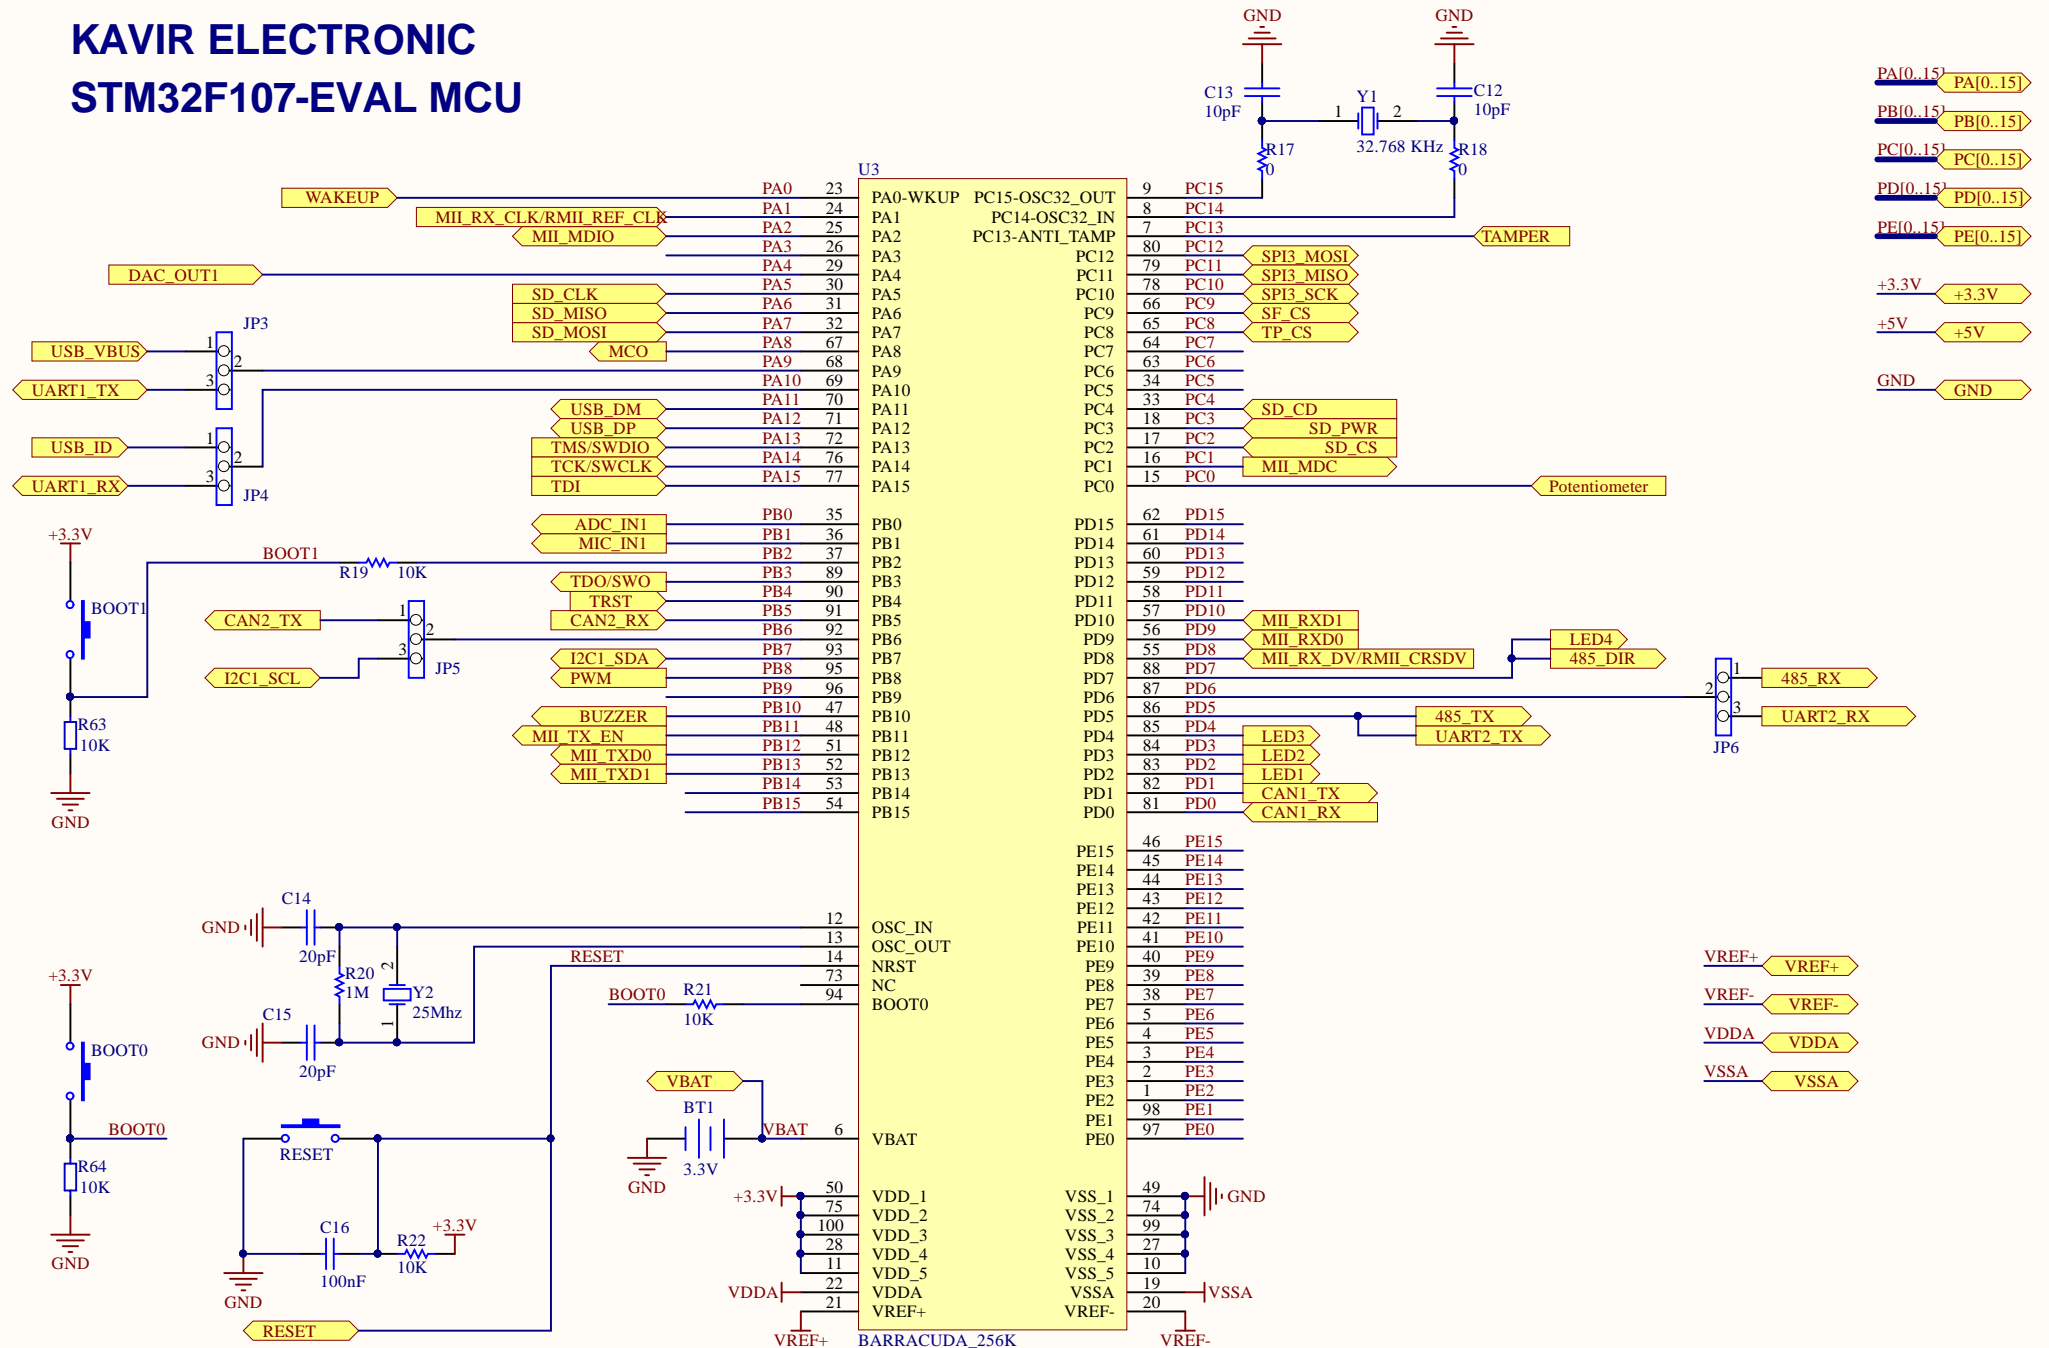 KAVIR ELECTRONIC
STM32F107-EVAL MCU
GND GND
C13 10pF
Y1
1 2
32.768 KHz
C12 10pF
R17 0
R18 0
PA[0..15] PA[0..15]
PB[0..15] PB[0..15]
PC[0..15] PC[0..15]
PD[0..15] PD[0..15]
PE[0..15] PE[0..15]
+3.3V +3.3V
+5V +5V
GND GND
U3
WAKEUP PA0 23 PA0-WKUP PC15-OSC32_OUT 9 PC15
MII_RX_CLK/RMII_REF_CLK PA1 24 PA1 PC14-OSC32_IN 8 PC14
MII_MDIO PA2 25 PA2 PC13-ANTI_TAMP 7 PC13 TAMPER
PA3 26 PA3 PC12 80 PC12 SPI3_MOSI
DAC_OUT1 PA4 29 PA4 PC11 79 PC11 SPI3_MISO
SD_CLK PA5 30 PA5 PC10 78 PC10 SPI3_SCK
SD_MISO PA6 31 PA6 PC9 66 PC9 SF_CS
SD_MOSI PA7 32 PA7 PC8 65 PC8 TP_CS
MCO PA8 67 PA8 PC7 64 PC7
PA9 68 PA9 PC6 63 PC6
PA10 69 PA10 PC5 34 PC5
USB_DM PA11 70 PA11 PC4 33 PC4 SD_CD
USB_DP PA12 71 PA12 PC3 18 PC3 SD_PWR
TMS/SWDIO PA13 72 PA13 PC2 17 PC2 SD_CS
TCK/SWCLK PA14 76 PA14 PC1 16 PC1 MII_MDC
TDI PA15 77 PA15 PC0 15 PC0 Potentiometer
JP3
USB_VBUS 1
2
UART1_TX 3
USB_ID 1
2
UART1_RX 3
JP4
ADC_IN1 PB0 35 PB0 PD15 62 PD15
MIC_IN1 PB1 36 PB1 PD14 61 PD14
BOOT1 R19 10K PB2 37 PB2 PD13 60 PD13
TDO/SWO PB3 89 PB3 PD12 59 PD12
TRST PB4 90 PB4 PD11 58 PD11
CAN2_RX PB5 91 PB5 PD10 57 PD10 MII_RXD1
PB6 92 PB6 PD9 56 PD9 MII_RXD0
I2C1_SDA PB7 93 PB7 PD8 55 PD8 MII_RX_DV/RMII_CRSDV
PWM PB8 95 PB8 PD7 88 PD7
PB9 96 PB9 PD6 87 PD6
BUZZER PB10 47 PB10 PD5 86 PD5 485_TX
MII_TX_EN PB11 48 PB11 PD4 85 PD4 LED3 UART2_TX
MII_TXD0 PB12 51 PB12 PD3 84 PD3 LED2
MII_TXD1 PB13 52 PB13 PD2 83 PD2 LED1
PB14 53 PB14 PD1 82 PD1 CAN1_TX
PB15 54 PB15 PD0 81 PD0 CAN1_RX
+3.3V
BOOT1
R63
10K
GND
CAN2_TX 1
2
3
I2C1_SCL
JP5
LED4
485_DIR
1 485_RX
2
3 UART2_RX
JP6
PE15 46 PE15
PE14 45 PE14
PE13 44 PE13
PE12 43 PE12
12 OSC_IN PE11 42 PE11
13 OSC_OUT PE10 41 PE10
RESET 14 NRST PE9 40 PE9
73 NC PE8 39 PE8
BOOT0 R21 10K 94 BOOT0 PE7 38 PE7
PE6 5 PE6
PE5 4 PE5
PE4 3 PE4
PE3 2 PE3
PE2 1 PE2
PE1 98 PE1
VBAT 6 VBAT PE0 97 PE0
C14
GND
20pF
R20
1M
2
Y2
25Mhz
1
C15
GND
20pF
+3.3V
BOOT0
BOOT0
R64
10K
GND
RESET
C16
100nF
R22
10K
+3.3V
GND
RESET
VBAT
BT1
3.3V
GND
VREF+ VREF+
VREF- VREF-
VDDA VDDA
VSSA VSSA
+3.3V 50 VDD_1 VSS_1 49 GND
75 VDD_2 VSS_2 74
100 VDD_3 VSS_3 99
28 VDD_4 VSS_4 27
11 VDD_5 VSS_5 10
VDDA 22 VDDA VSSA 19 VSSA
21 VREF+ VREF- 20
VREF+ BARRACUDA_256K VREF-